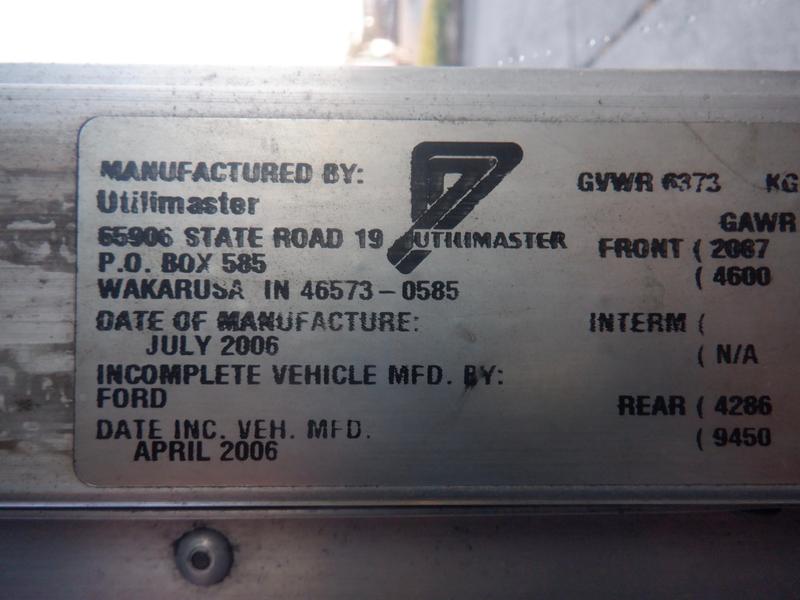 MANUFACTURED BY:
Utilimaster
65906 STATE ROAD 19
P.O. BOX 585
WAKARUSA IN 46573-0585
DATE OF MANUFACTURE:
JULY 2006
INCOMPLETE VEHICLE MFD. BY:
FORD
DATE INC. VEH. MFD.
APRIL 2006
UTILIMASTER
GVWR 6373 KG
GAWR
FRONT ( 2087
( 4600
INTERM (
( N/A
REAR ( 4286
( 9450